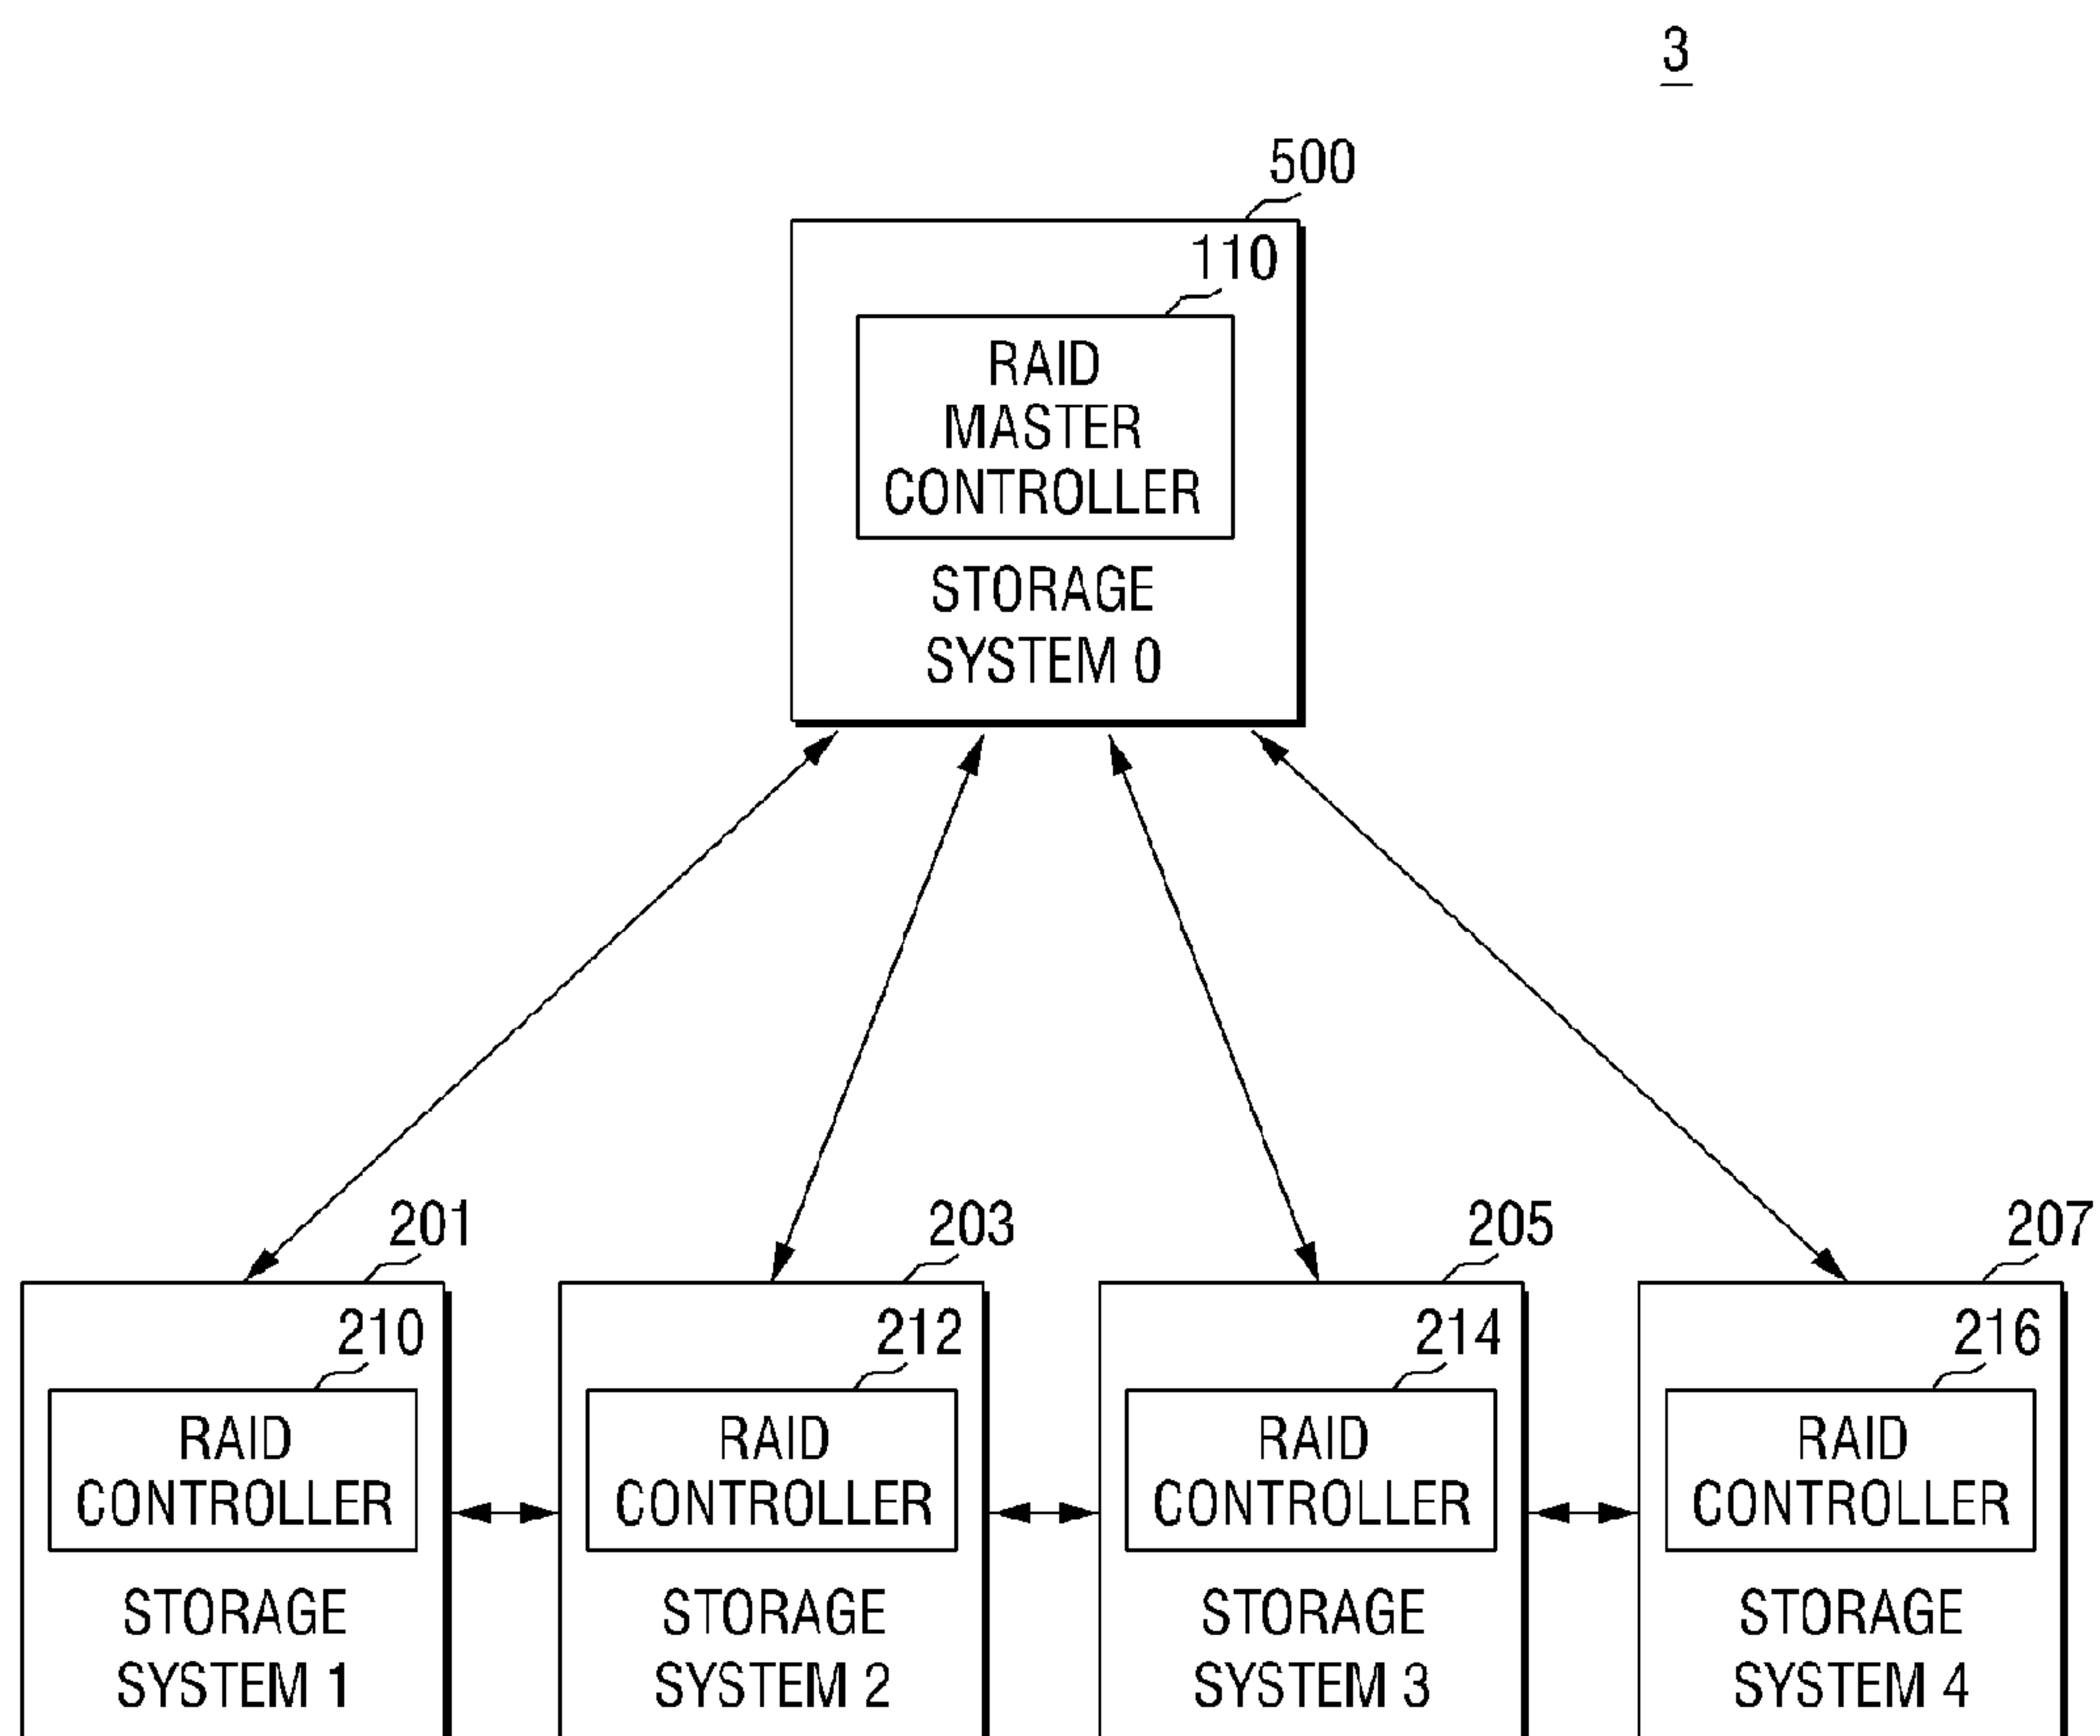 3
500
110
RAID
MASTER
CONTROLLER
STORAGE
SYSTEM 0
201
203
205
207
210
212
214
216
RAID
CONTROLLER
RAID
CONTROLLER
RAID
CONTROLLER
RAID
CONTROLLER
STORAGE
SYSTEM 1
STORAGE
SYSTEM 2
STORAGE
SYSTEM 3
STORAGE
SYSTEM 4